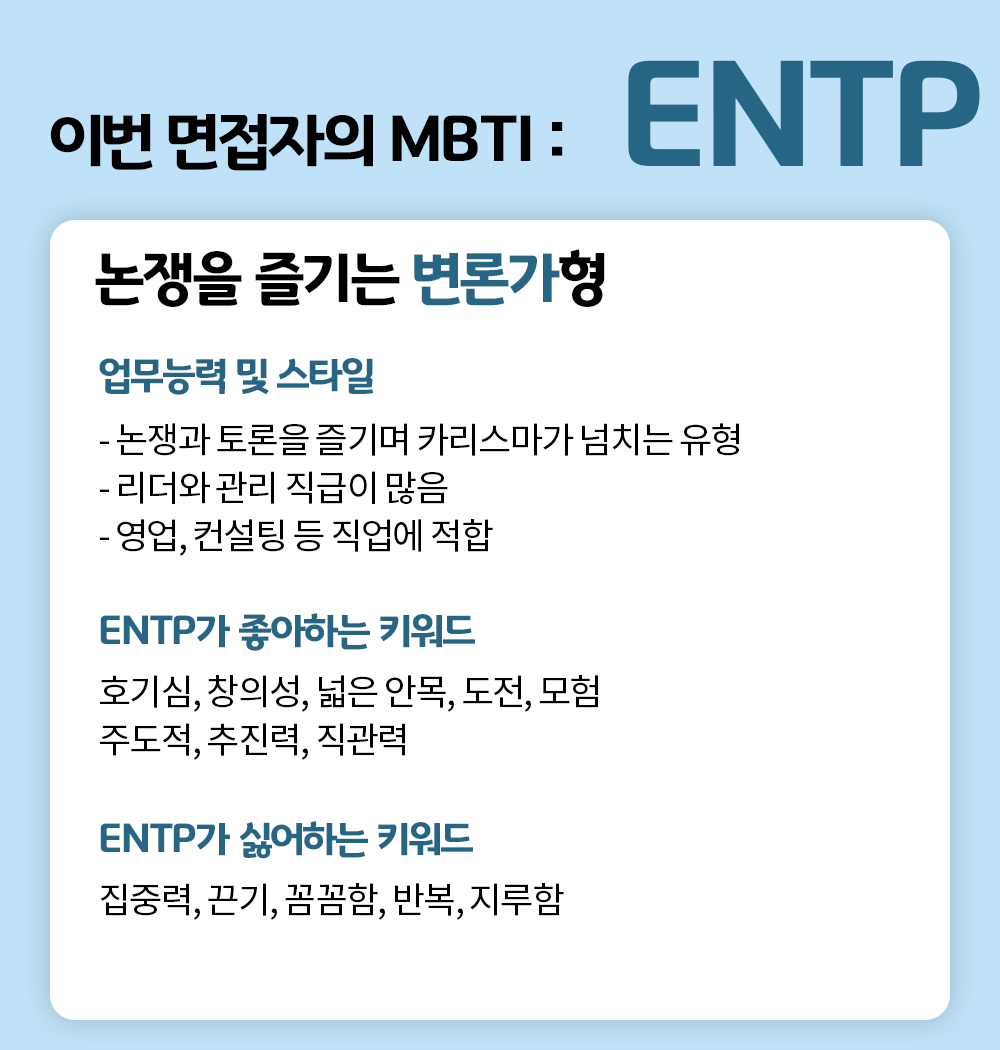 이번 면접자의 MBTI : ENTP
논쟁을 즐기는 변론가형
업무능력 및 스타일
- 논쟁과 토론을 즐기며 카리스마가 넘치는 유형
- 리더와 관리 직급이 많음
- 영업, 컨설팅 등 직업에 적합
ENTP가 좋아하는 키워드
호기심, 창의성, 넓은 안목, 도전, 모험
주도적, 추진력, 직관력
ENTP가 싫어하는 키워드
집중력, 끈기, 꼼꼼함, 반복, 지루함